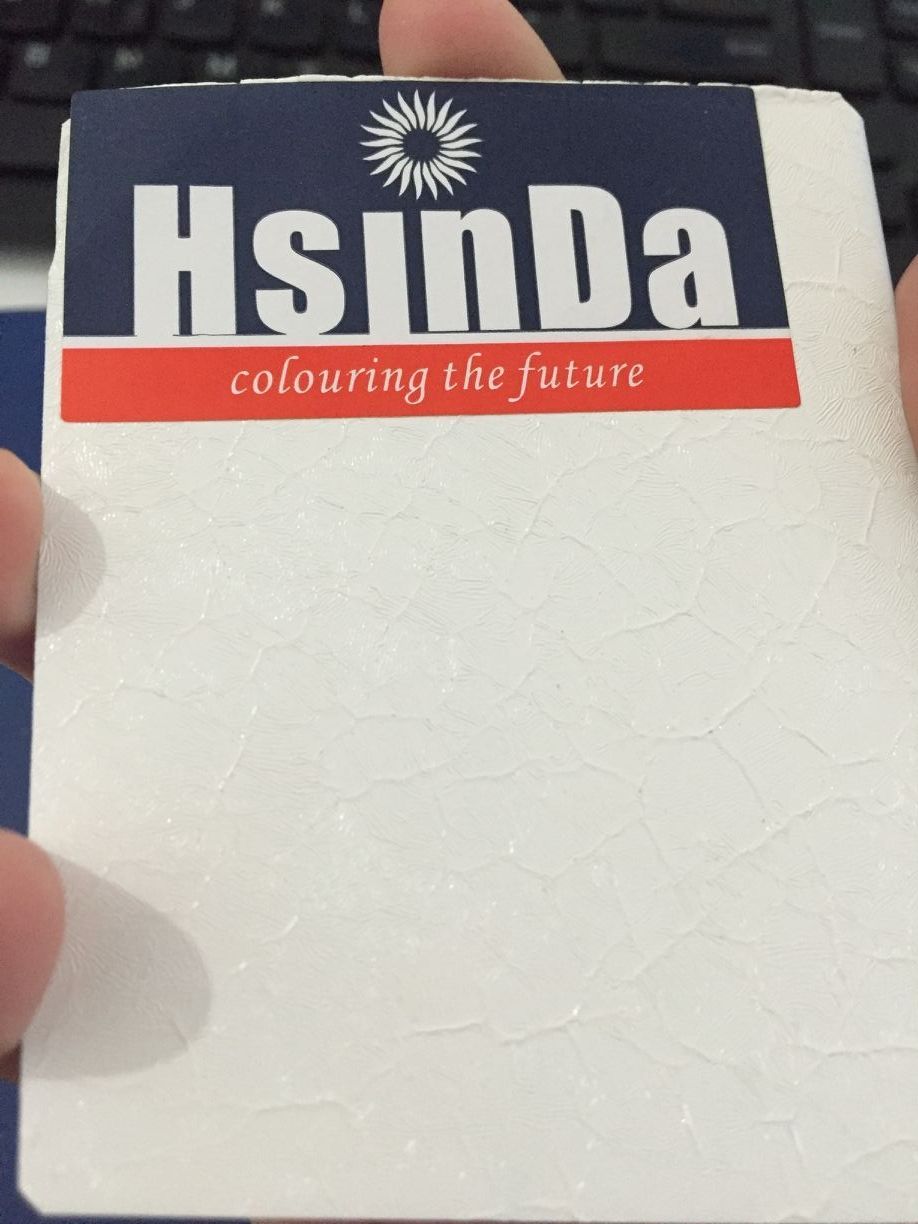 HsinDa
colouring the future